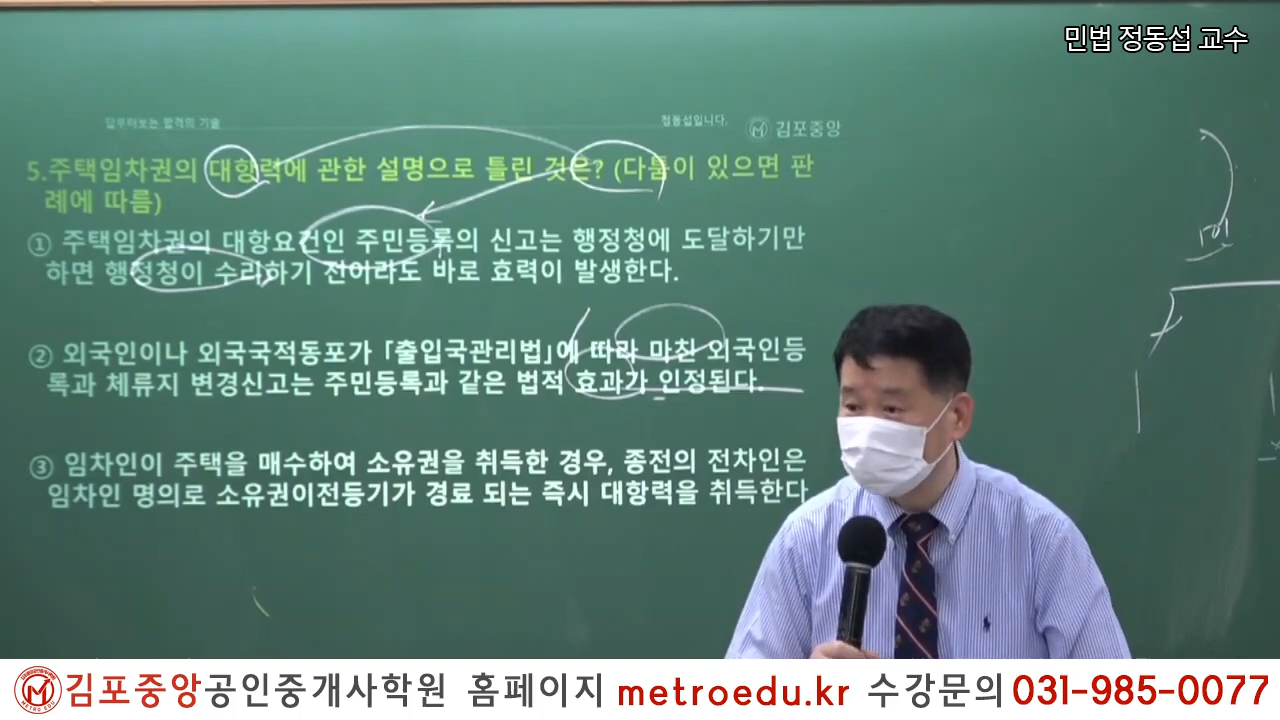 민법 정동섭 교수
정동섭입니다.
김포중앙
5.주택임차권의 대항력에 관한 설명으로 틀린 것은? (다툼이 있으면 판
례에 따름)
① 주택임차권의 대항요건인 주민등록의 신고는 행정청에 도달하기만
하면 행정청이 수리하기 전이라도 바로 효력이 발생한다.
② 외국인이나 외국국적동포가 「출입국관리법」에 따라 마친 외국인등
록과 체류지 변경신고는 주민등록과 같은 법적 효과가 인정된다.
③ 임차인이 주택을 매수하여 소유권을 취득한 경우, 종전의 전차인은
임차인 명의로 소유권이전등기가 경료 되는 즉시 대항력을 취득한다
김포중앙공인중개사학원 홈페이지 metroedu.kr 수강문의 031-985-0077